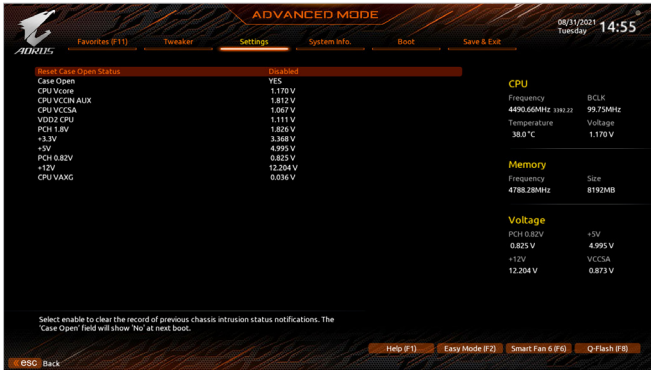 ADVANCED MODE
08/31/2021
Tuesday
14:55
AORUS
Favorites (F11) Tweaker Settings System Info. Boot Save & Exit
Reset Case Open Status Disabled
Case Open YES
CPU Vcore 1.170 V
CPU VCCIN AUX 1.812 V
CPU VCCSA 1.067 V
VDD2 CPU 1.111 V
PCH 1.8V 1.826 V
+3.3V 3.368 V
+5V 4.995 V
PCH 0.82V 0.825 V
+12V 12.204 V
CPU VAXG 0.036 V
CPU
Frequency BCLK
4490.66MHz 3392.22 99.75MHz
Temperature Voltage
38.0 °C 1.170 V
Memory
Frequency Size
4788.28MHz 8192MB
Voltage
PCH 0.82V +5V
0.825 V 4.995 V
+12V VCCSA
12.204 V 0.873 V
Select enable to clear the record of previous chassis intrusion status notifications. The
'Case Open' field will show 'No' at next boot.
Help (F1) Easy Mode (F2) Smart Fan 6 (F6) Q-Flash (F8)
esc Back